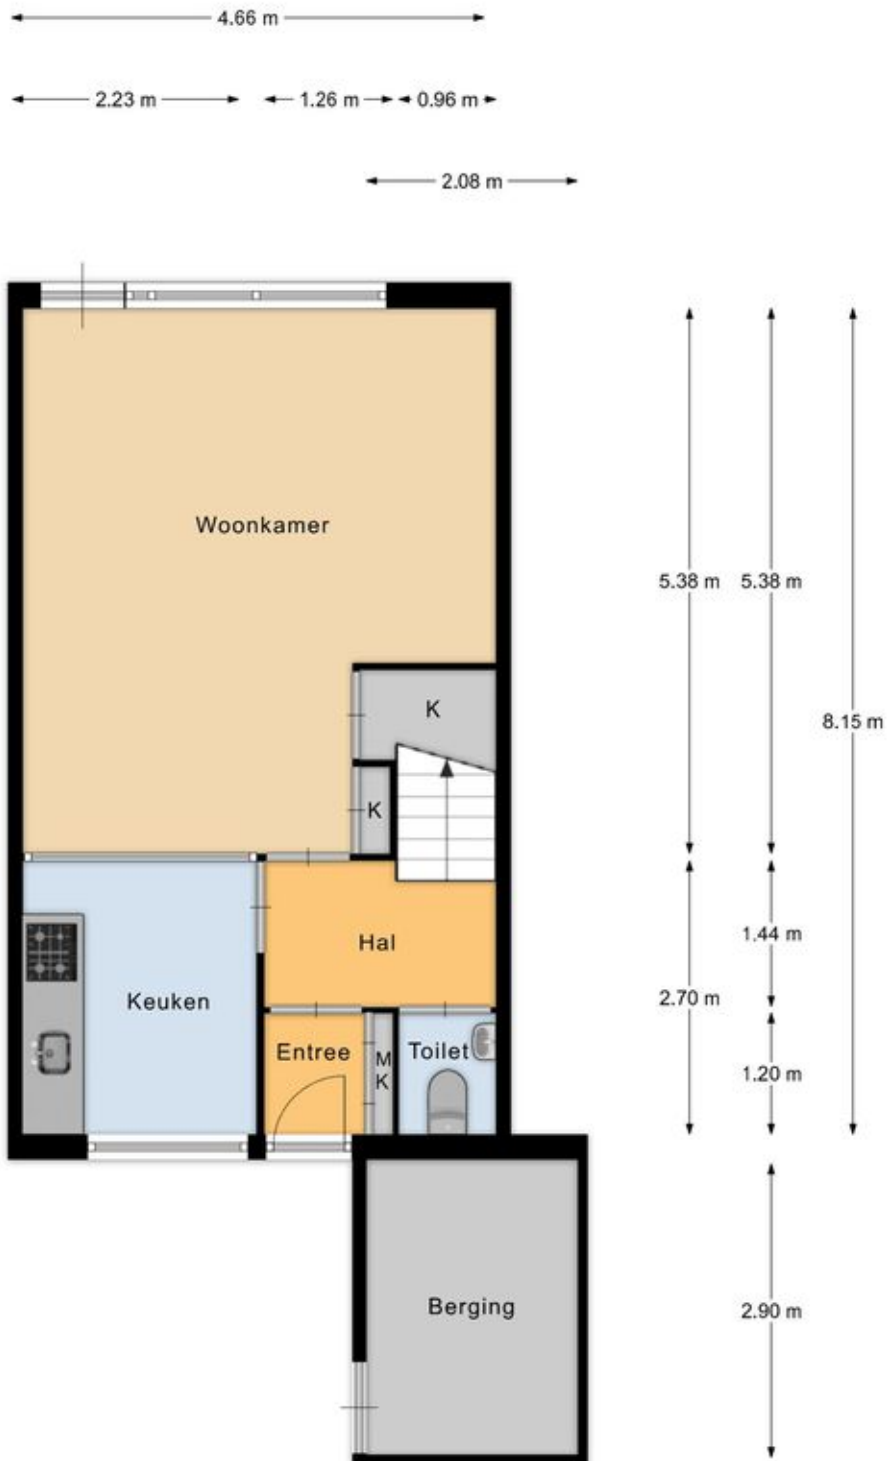 4.66 m
2.23 m 1.26 m 0.96 m
2.08 m
Woonkamer
5.38 m 5.38 m
K
8.15 m
K
Hal
1.44 m
Keuken
2.70 m
Entree
M
K
Toilet
1.20 m
Berging
2.90 m